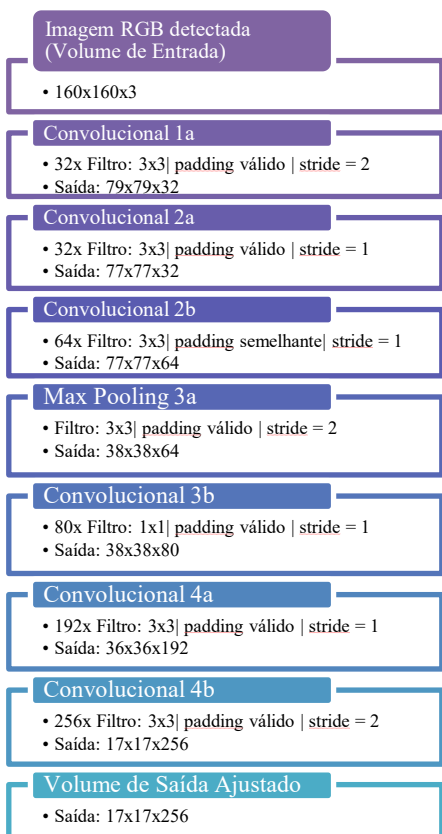 Imagem RGB detectada
(Volume de Entrada)
• 160x160x3
Convolucional 1a
• 32x Filtro: 3x3| padding válido | stride = 2
• Saída: 79x79x32
Convolucional 2a
• 32x Filtro: 3x3| padding válido | stride = 1
• Saída: 77x77x32
Convolucional 2b
• 64x Filtro: 3x3| padding semelhante| stride = 1
• Saída: 77x77x64
Max Pooling 3a
• Filtro: 3x3| padding válido | stride = 2
• Saída: 38x38x64
Convolucional 3b
• 80x Filtro: 1x1| padding válido | stride = 1
• Saída: 38x38x80
Convolucional 4a
• 192x Filtro: 3x3| padding válido | stride = 1
• Saída: 36x36x192
Convolucional 4b
• 256x Filtro: 3x3| padding válido | stride = 2
• Saída: 17x17x256
Volume de Saída Ajustado
• Saída: 17x17x256